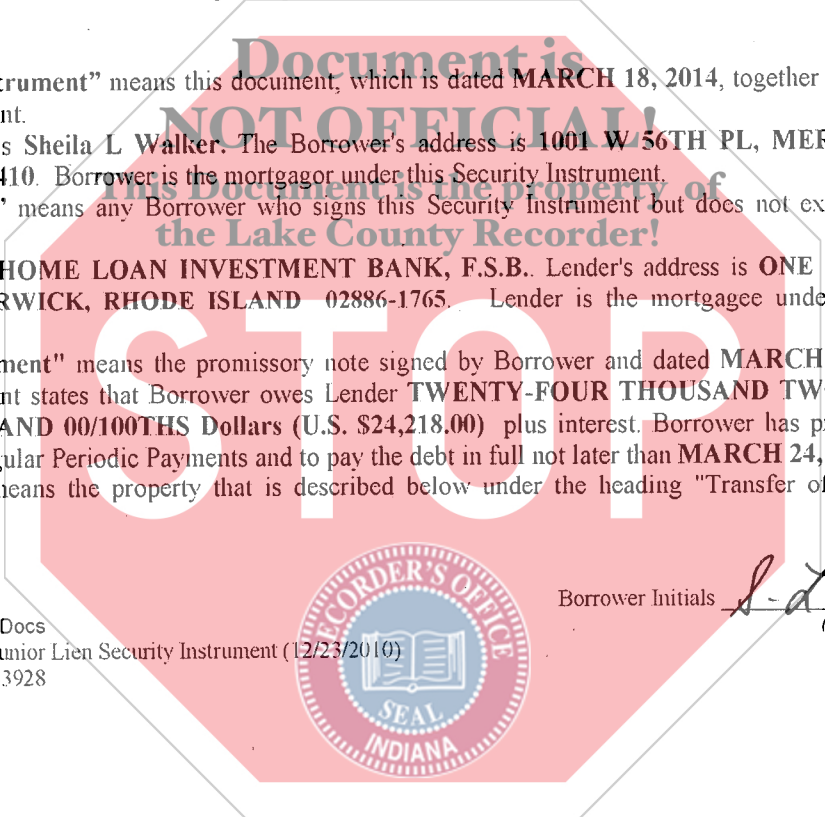 Document is
trument" means this document, which is dated MARCH 18, 2014, together
nt.
NOT OFFICIAL!
s Sheila L Walker. The Borrower's address is 1001 W 56TH PL, MER
410. Borrower is the mortgagor under this Security Instrument.
This Document is the property of
" means any Borrower who signs this Security Instrument but does not ex
the Lake County Recorder!
HOME LOAN INVESTMENT BANK, F.S.B.. Lender's address is ONE
RWICK, RHODE ISLAND 02886-1765. Lender is the mortgagee unde
STOP
ment" means the promissory note signed by Borrower and dated MARCH
nt states that Borrower owes Lender TWENTY-FOUR THOUSAND TW
AND 00/100THS Dollars (U.S. $24,218.00) plus interest. Borrower has p
gular Periodic Payments and to pay the debt in full not later than MARCH 24,
means the property that is described below under the heading "Transfer of
Borrower Initials
RECORDER'S OFFICE
Docs
unior Lien Security Instrument (12/23/2010)
3928
SEAL
INDIANA